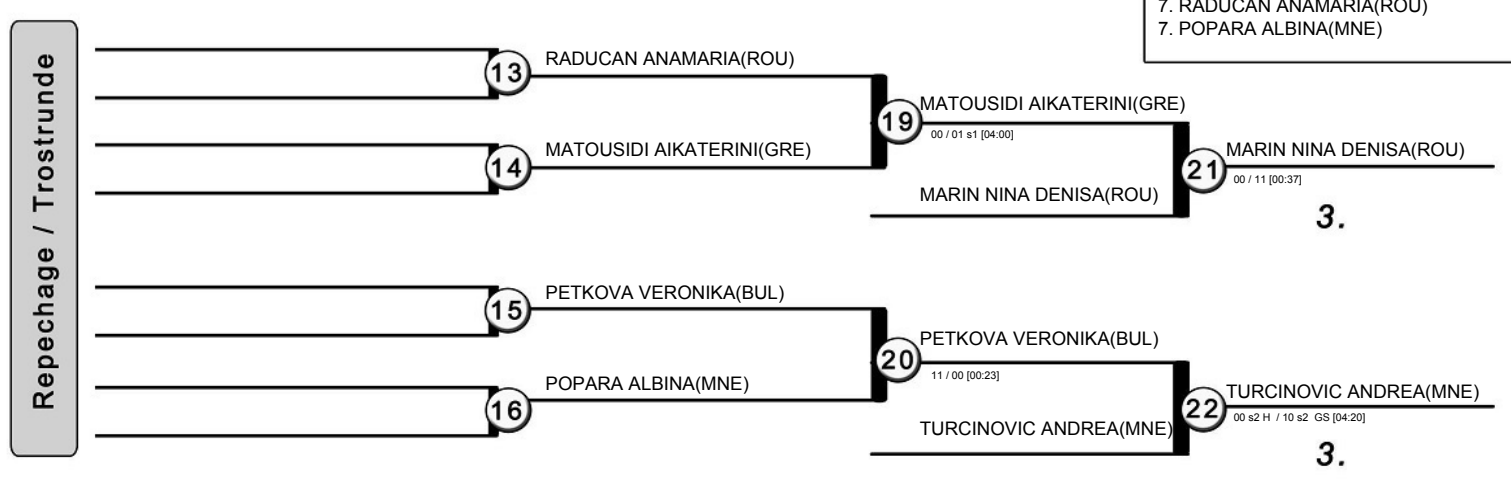 7. RADUCAN ANAMARIA(ROU)
7. POPARA ALBINA(MNE)
Repechage / Trostrunde
13
RADUCAN ANAMARIA(ROU)
14
MATOUSIDI AIKATERINI(GRE)
19
MATOUSIDI AIKATERINI(GRE)
00 / 01 s1 [04:00]
MARIN NINA DENISA(ROU)
21
MARIN NINA DENISA(ROU)
00 / 11 [00:37]
3.
15
PETKOVA VERONIKA(BUL)
16
POPARA ALBINA(MNE)
20
PETKOVA VERONIKA(BUL)
11 / 00 [00:23]
TURCINOVIC ANDREA(MNE)
22
TURCINOVIC ANDREA(MNE)
00 s2 H / 10 s2 GS [04:20]
3.